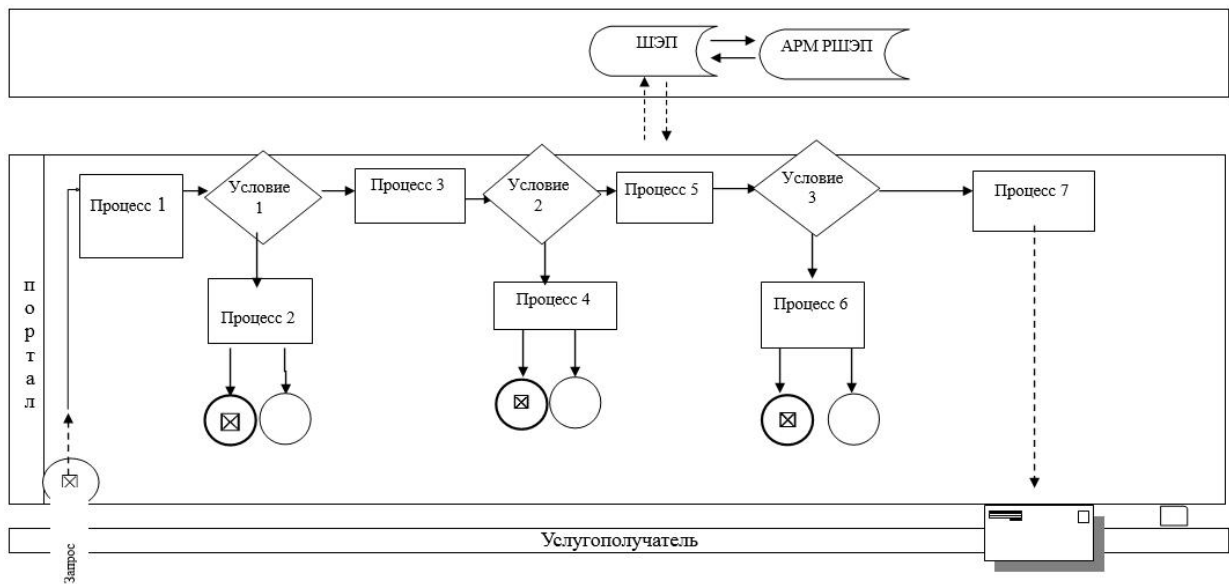 ШЭП
АРМ РШЭП
портал
Процесс 1
Условие
1
Процесс 3
Условие
2
Процесс 5
Условие
3
Процесс 7
Процесс 2
Процесс 4
Процесс 6
Запрос
Услугополучатель